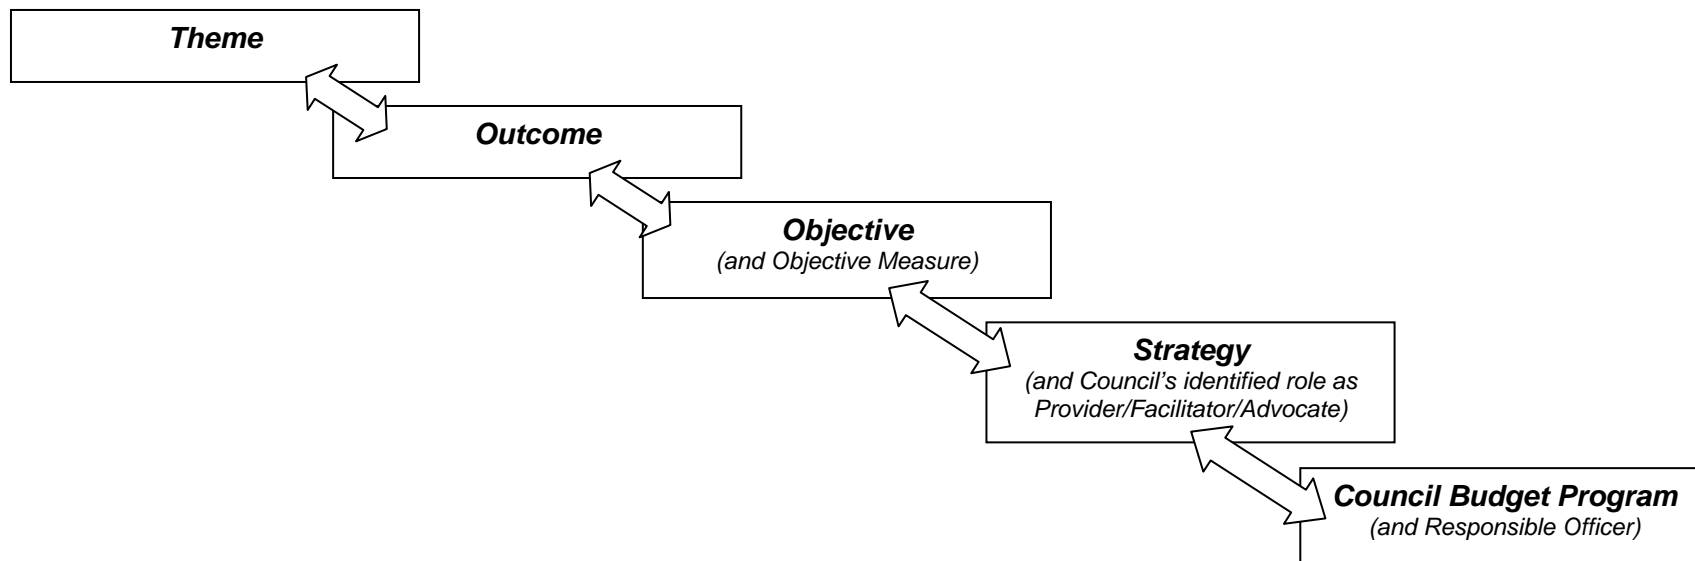 Theme
Outcome
Objective
(and Objective Measure)
Strategy
(and Council’s identified role as
Provider/Facilitator/Advocate)
Council Budget Program
(and Responsible Officer)